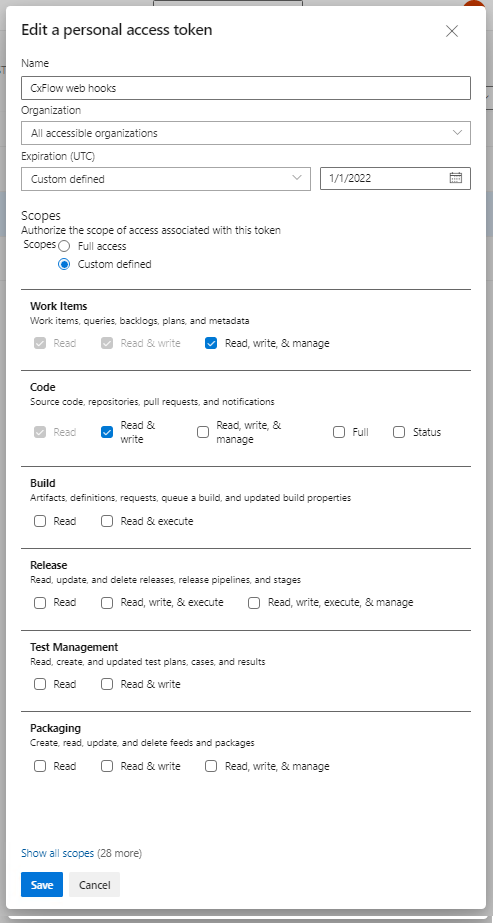 Edit a personal access token
Name
CxFlow web hooks
Organization
All accessible organizations
Expiration (UTC)
Custom defined
1/1/2022
Scopes
Authorize the scope of access associated with this token
Scopes
Full access
Custom defined
Work Items
Work items, queries, backlogs, plans, and metadata
Read
Read & write
Read, write, & manage
Code
Source code, repositories, pull requests, and notifications
Read
Read &
write
Read, write, &
manage
Full
Status
Build
Artifacts, definitions, requests, queue a build, and updated build properties
Read
Read & execute
Release
Read, update, and delete releases, release pipelines, and stages
Read
Read, write, & execute
Read, write, execute, & manage
Test Management
Read, create, and updated test plans, cases, and results
Read
Read & write
Packaging
Create, read, update, and delete feeds and packages
Read
Read & write
Read, write, & manage
Show all scopes (28 more)
Save
Cancel